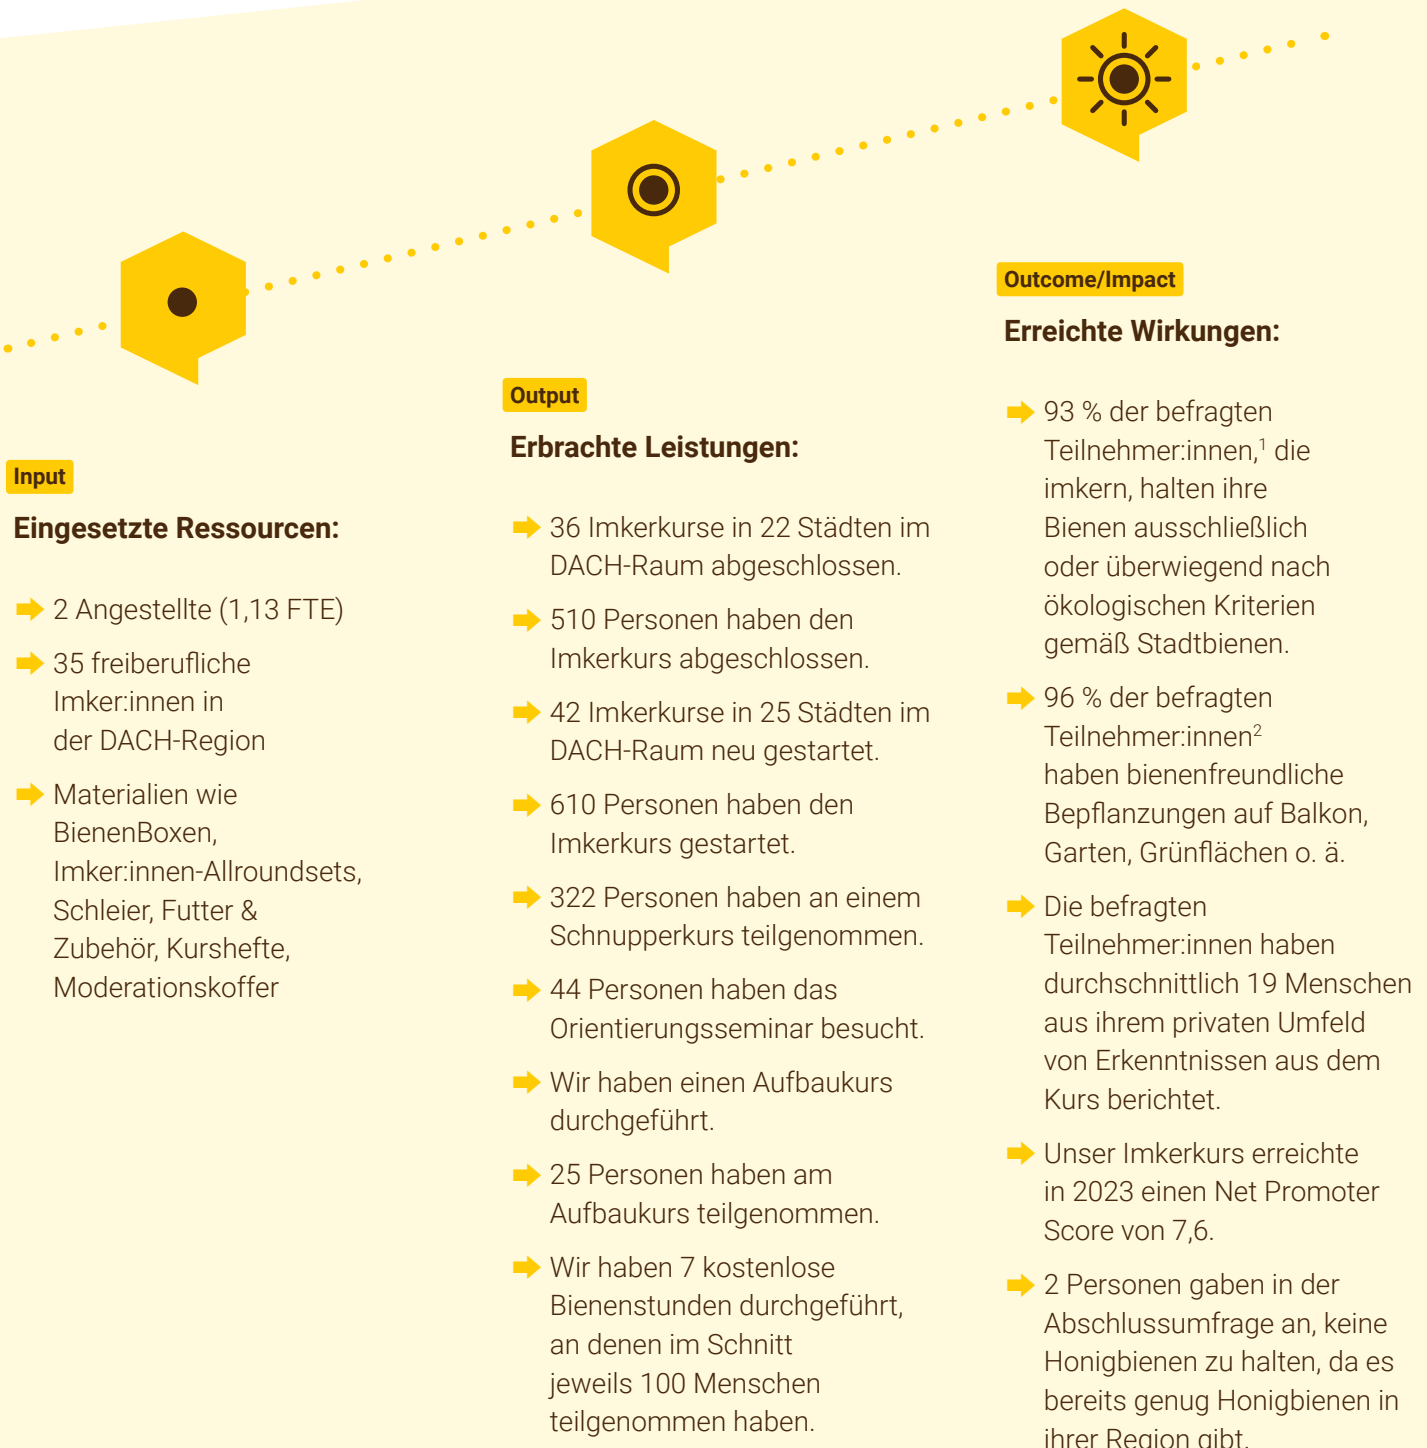 Input
Eingesetzte Ressourcen:
2 Angestellte (1,13 FTE)
35 freiberufliche
Imker:innen in
der DACH-Region
Materialien wie
BienenBoxen,
Imker:innen-Allroundsets,
Schleier, Futter &
Zubehör, Kurshefte,
Moderationskoffer
Output
Erbrachte Leistungen:
36 Imkerkurse in 22 Städten im
DACH-Raum abgeschlossen.
510 Personen haben den
Imkerkurs abgeschlossen.
42 Imkerkurse in 25 Städten im
DACH-Raum neu gestartet.
610 Personen haben den
Imkerkurs gestartet.
322 Personen haben an einem
Schnupperkurs teilgenommen.
44 Personen haben das
Orientierungsseminar besucht.
Wir haben einen Aufbaukurs
durchgeführt.
25 Personen haben am
Aufbaukurs teilgenommen.
Wir haben 7 kostenlose
Bienenstunden durchgeführt,
an denen im Schnitt
jeweils 100 Menschen
teilgenommen haben.
Outcome/Impact
Erreichte Wirkungen:
93 % der befragten
Teilnehmer:innen,¹ die
imkern, halten ihre
Bienen ausschließlich
oder überwiegend nach
ökologischen Kriterien
gemäß Stadtbienen.
96 % der befragten
Teilnehmer:innen²
haben bienenfreundliche
Bepflanzungen auf Balkon,
Garten, Grünflächen o. ä.
Die befragten
Teilnehmer:innen haben
durchschnittlich 19 Menschen
aus ihrem privaten Umfeld
von Erkenntnissen aus dem
Kurs berichtet.
Unser Imkerkurs erreichte
in 2023 einen Net Promoter
Score von 7,6.
2 Personen gaben in der
Abschlussumfrage an, keine
Honigbienen zu halten, da es
bereits genug Honigbienen in
ihrer Region gibt.